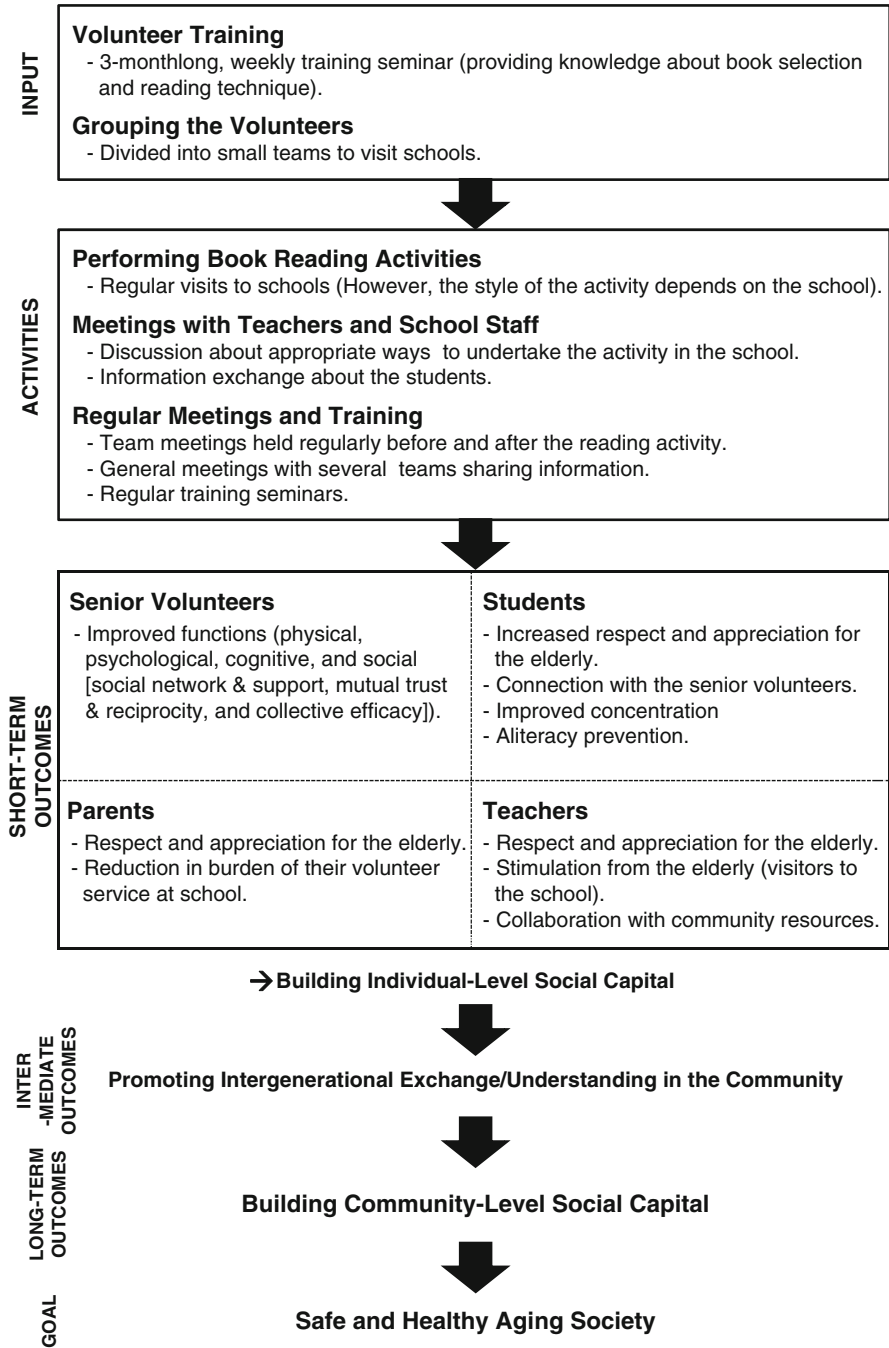 INPUT
Volunteer Training
- 3-monthlong, weekly training seminar (providing knowledge about book selection
and reading technique).
Grouping the Volunteers
- Divided into small teams to visit schools.
ACTIVITIES
Performing Book Reading Activities
- Regular visits to schools (However, the style of the activity depends on the school).
Meetings with Teachers and School Staff
- Discussion about appropriate ways to undertake the activity in the school.
- Information exchange about the students.
Regular Meetings and Training
- Team meetings held regularly before and after the reading activity.
- General meetings with several teams sharing information.
- Regular training seminars.
SHORT-TERM
OUTCOMES
Senior Volunteers
- Improved functions (physical,
psychological, cognitive, and social
[social network & support, mutual trust
& reciprocity, and collective efficacy]).
Students
- Increased respect and appreciation for
the elderly.
- Connection with the senior volunteers.
- Improved concentration
- Aliteracy prevention.
Parents
- Respect and appreciation for the elderly.
- Reduction in burden of their volunteer
service at school.
Teachers
- Respect and appreciation for the elderly.
- Stimulation from the elderly (visitors to
the school).
- Collaboration with community resources.
→ Building Individual-Level Social Capital
INTER
-MEDIATE
OUTCOMES
Promoting Intergenerational Exchange/Understanding in the Community
LONG-TERM
OUTCOMES
Building Community-Level Social Capital
GOAL
Safe and Healthy Aging Society